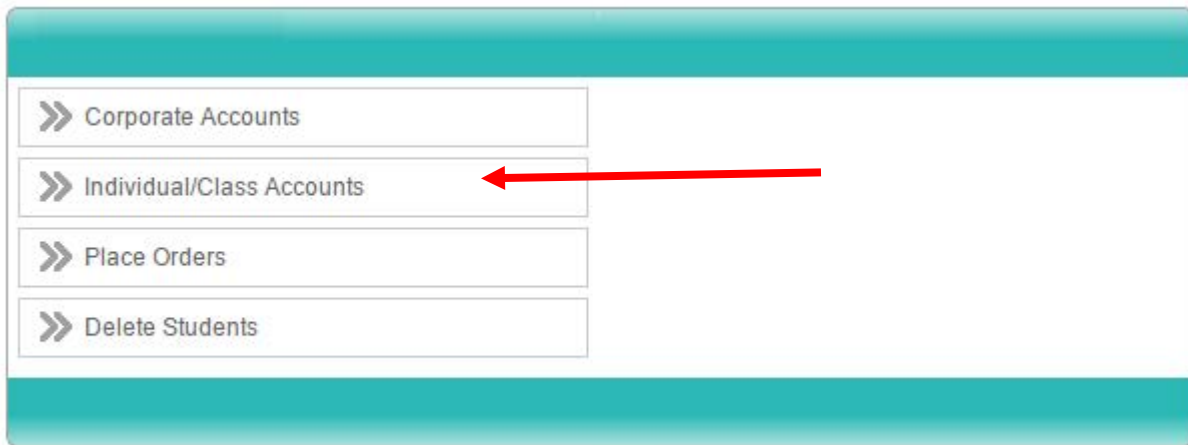 Corporate Accounts
Individual/Class Accounts
Place Orders
Delete Students